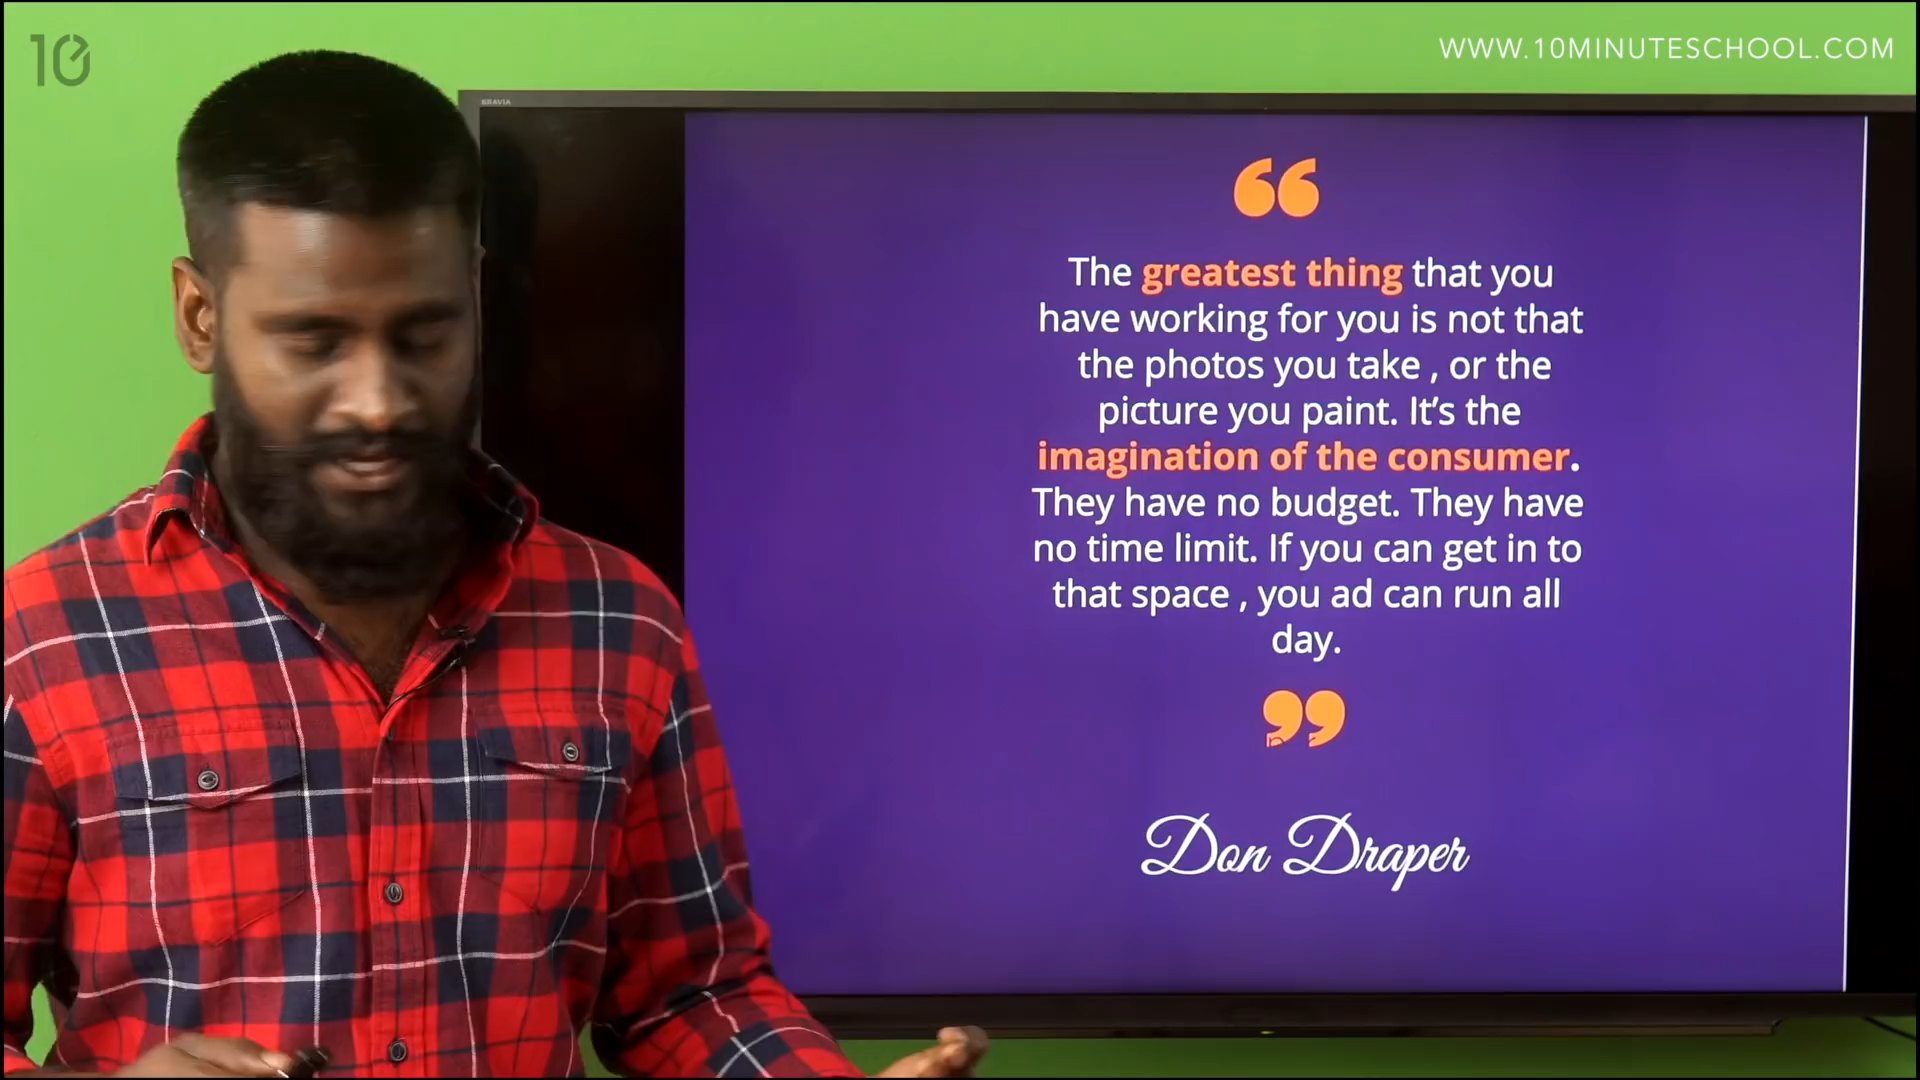 10
WWW.10MINUTESCHOOL.COM
BRAVIA
“
The greatest thing that you
have working for you is not that
the photos you take , or the
picture you paint. It’s the
imagination of the consumer.
They have no budget. They have
no time limit. If you can get in to
that space , you ad can run all
day.
”
Don Draper